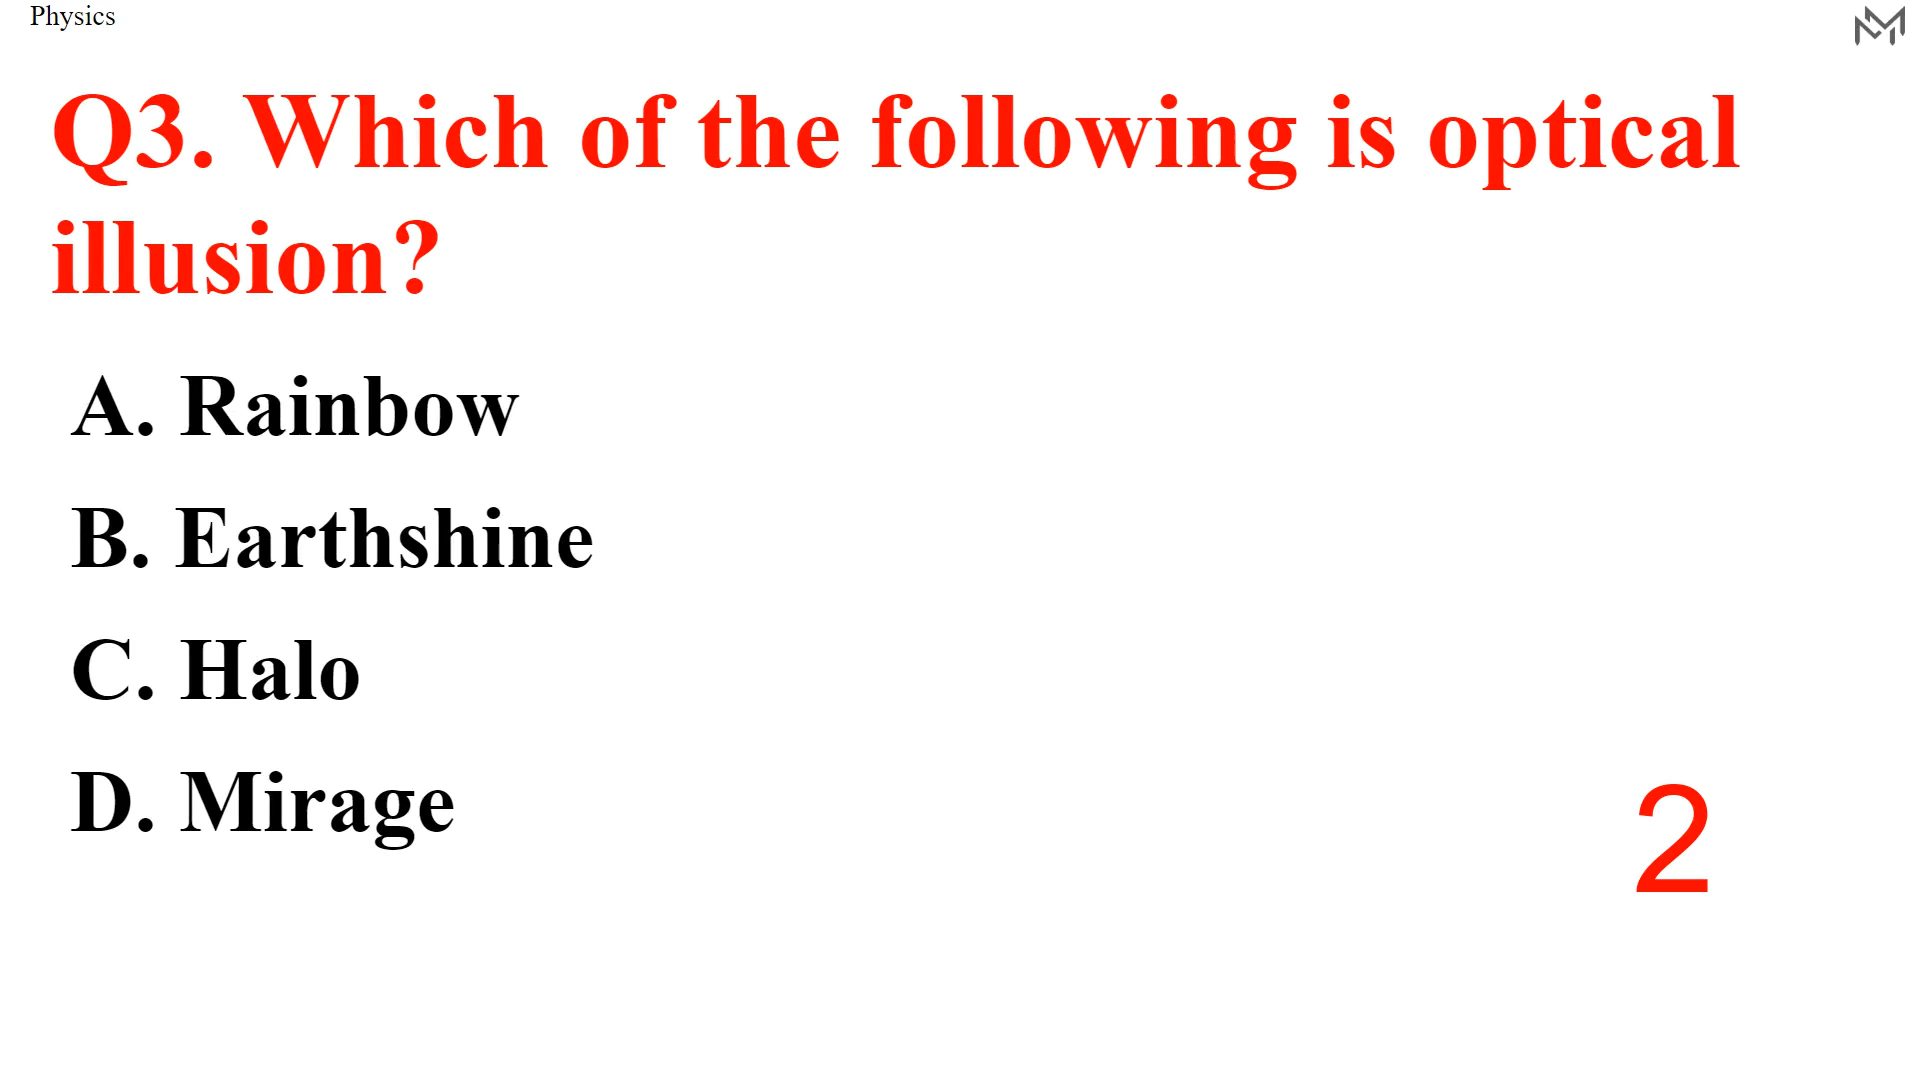 Physics
Q3. Which of the following is optical
illusion?
A. Rainbow
B. Earthshine
C. Halo
D. Mirage
2